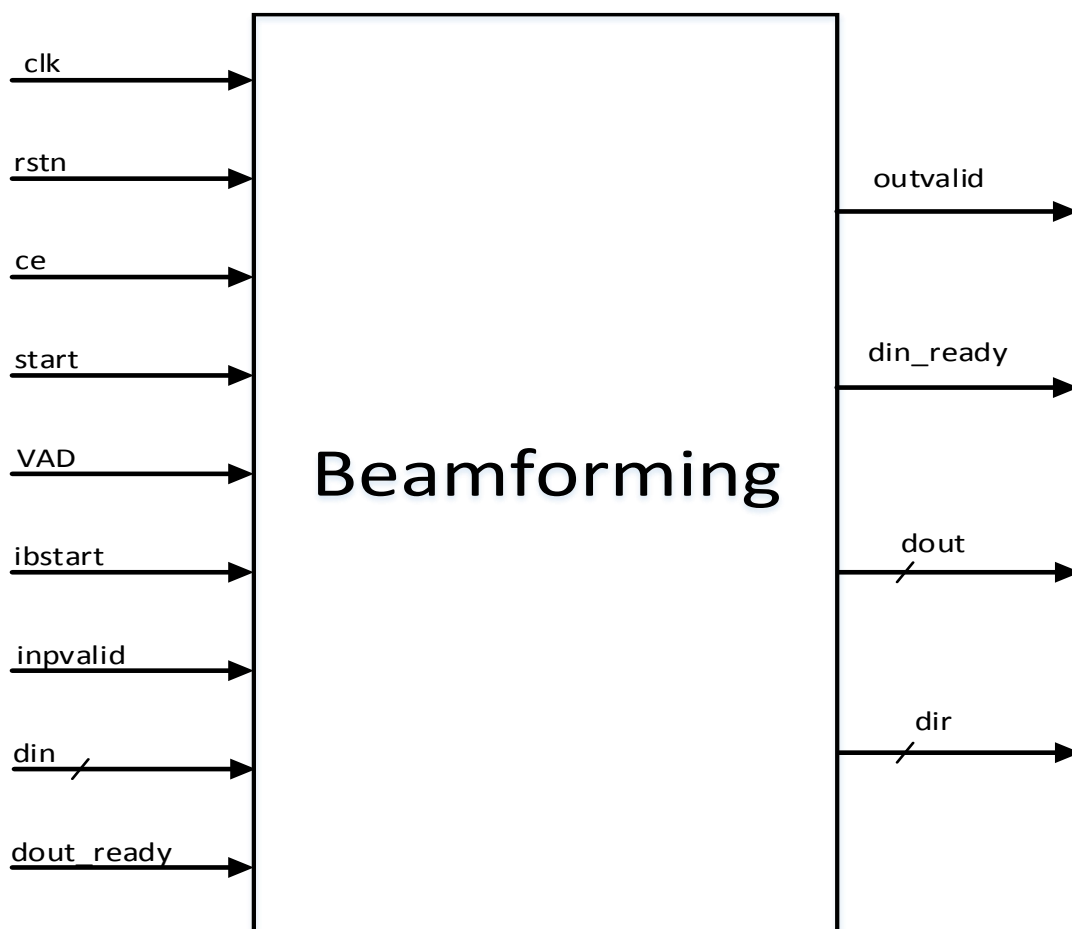 clk
rstn
ce
start
VAD
ibstart
inpvalid
din
dout_ready
Beamforming
outvalid
din_ready
dout
dir